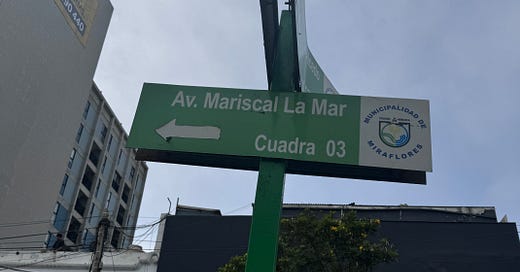 Av. Mariscal La Mar
Cuadra 03
MUNICIPALIDAD DE
MIRAFLORES